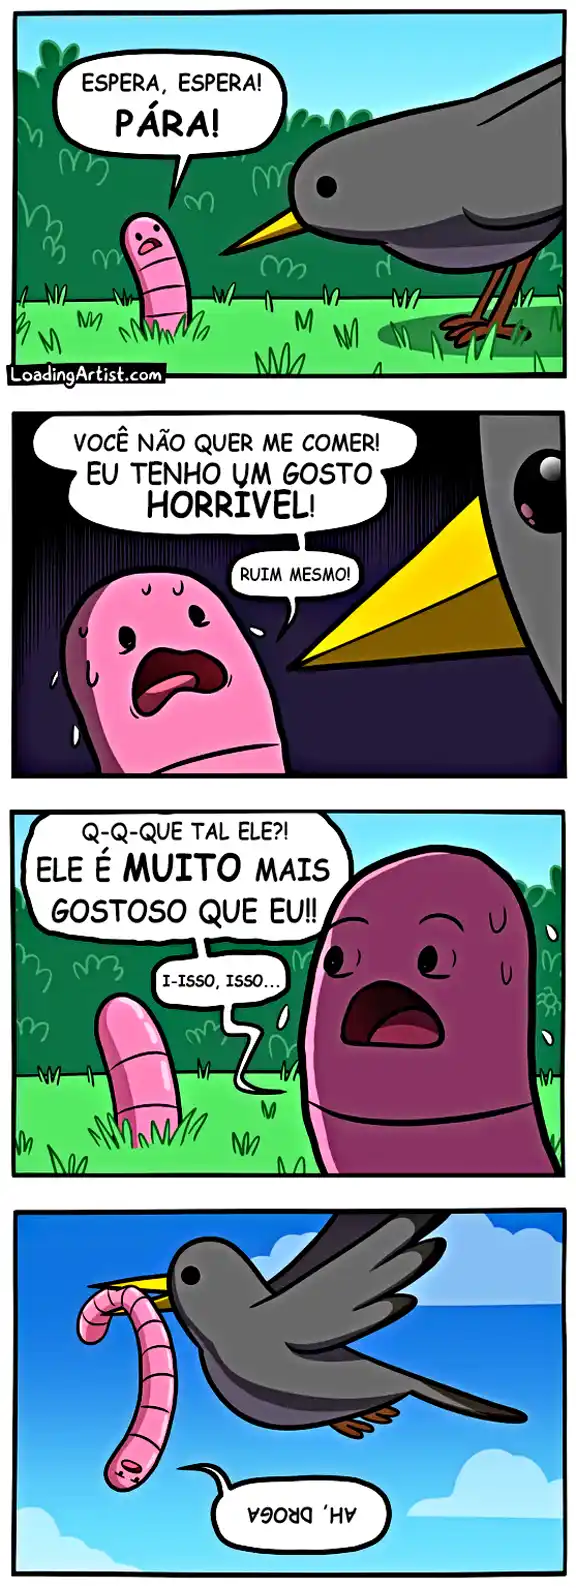 ESPERA, ESPERA!
PÁRA!
LoadingArtist.com
VOCÊ NÃO QUER ME COMER!
EU TENHO UM GOSTO
HORRÍVEL!
RUIM MESMO!
Q-Q-QUE TAL ELE?!
ELE É MUITO MAIS
GOSTOSO QUE EU!!
I-ISSO, ISSO...
AH, DROGA